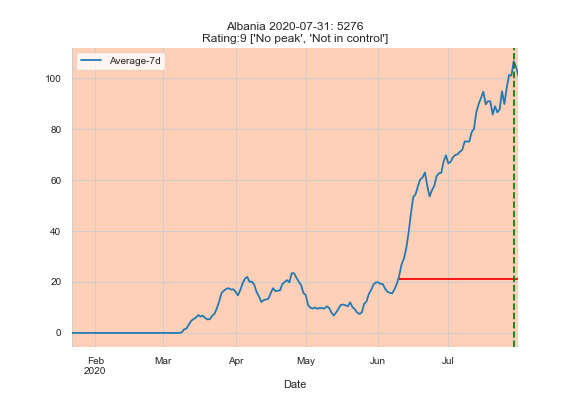 Albania 2020-07-31: 5276
Rating:9 ['No peak', 'Not in control']
Average-7d
100
80
60
40
20
0
Feb
2020
Mar
Apr
May
Jun
Jul
Date